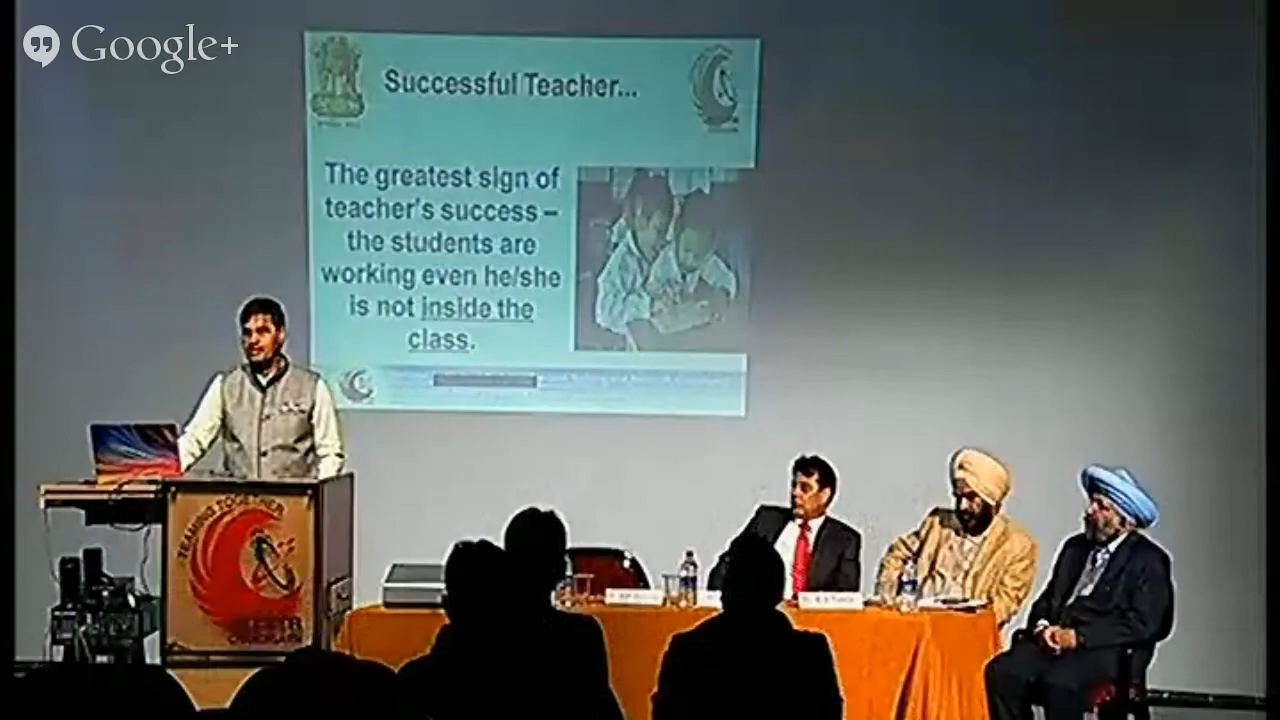 Google+
Successful Teacher...
The greatest sign of
teacher's success –
the students are
working even he/she
is not inside the
class.
TEAMING TOGETHER